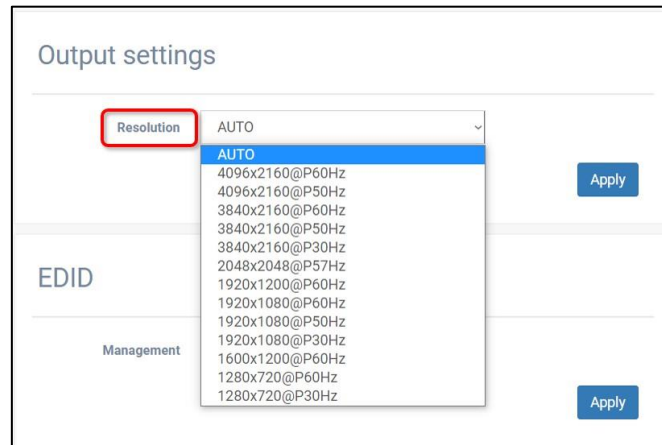 Output settings
Resolution AUTO
AUTO
4096x2160@P60Hz
4096x2160@P50Hz
3840x2160@P60Hz
3840x2160@P50Hz
3840x2160@P30Hz
2048x2048@P57Hz
1920x1200@P60Hz
1920x1080@P60Hz
1920x1080@P50Hz
1920x1080@P30Hz
1600x1200@P60Hz
1280x720@P60Hz
1280x720@P30Hz
Apply
EDID
Management
Apply